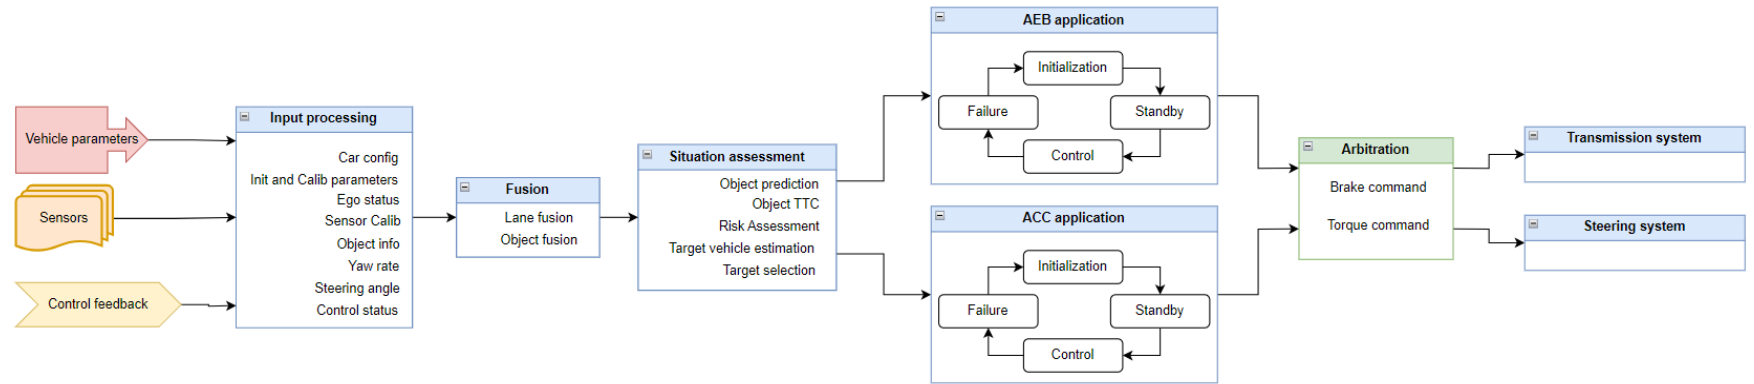 Vehicle parameters
Sensors
Control feedback
Input processing
Car config
Init and Calib parameters
Ego status
Sensor Calib
Object info
Yaw rate
Steering angle
Control status
Fusion
Lane fusion
Object fusion
Situation assessment
Object prediction
Object TTC
Risk Assessment
Target vehicle estimation
Target selection
AEB application
Initialization
Failure
Standby
Control
ACC application
Initialization
Failure
Standby
Control
Arbitration
Brake command
Torque command
Transmission system
Steering system